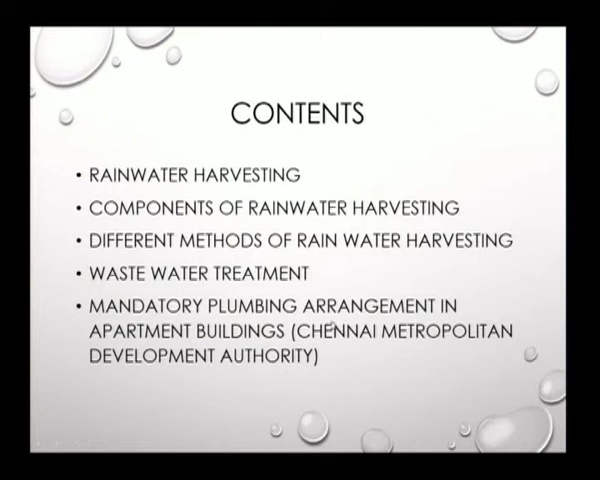 CONTENTS
• RAINWATER HARVESTING
• COMPONENTS OF RAINWATER HARVESTING
• DIFFERENT METHODS OF RAIN WATER HARVESTING
• WASTE WATER TREATMENT
• MANDATORY PLUMBING ARRANGEMENT IN
APARTMENT BUILDINGS (CHENNAI METROPOLITAN
DEVELOPMENT AUTHORITY)